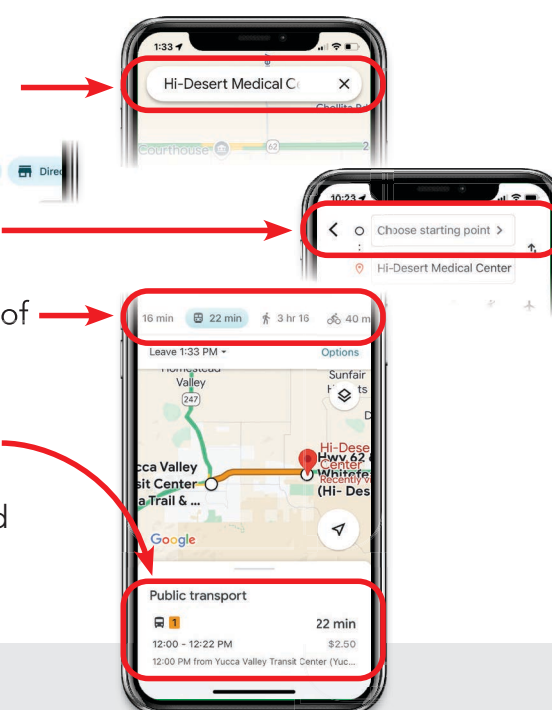 1:33
Hi-Desert Medical C
Courthouse
62
Direc
10:23
Choose starting point
Hi-Desert Medical Center
of
16 min 22 min 3 hr 16 40 m
Leave 1:33 PM
Options
Homestead
Valley
247
Sunfair
Hi-Dese
Center
Recently v
Hwy 62
(Hi- Des
cca Valley
sit Center
a Trail & ...
Google
d
Public transport
1
22 min
12:00 - 12:22 PM
$2.50
12:00 PM from Yucca Valley Transit Center (Yuc...